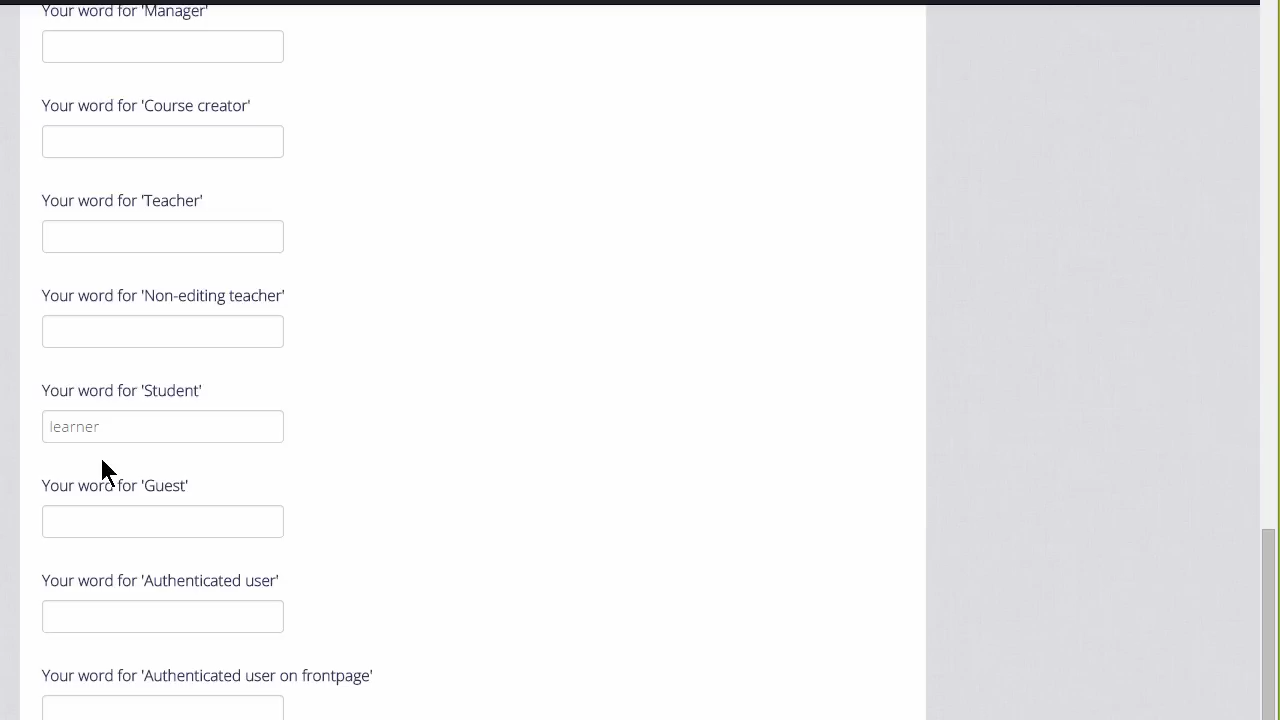 Your word for 'Manager'
Your word for 'Course creator'
Your word for 'Teacher'
Your word for 'Non-editing teacher'
Your word for 'Student'
learner
Your word for 'Guest'
Your word for 'Authenticated user'
Your word for 'Authenticated user on frontpage'